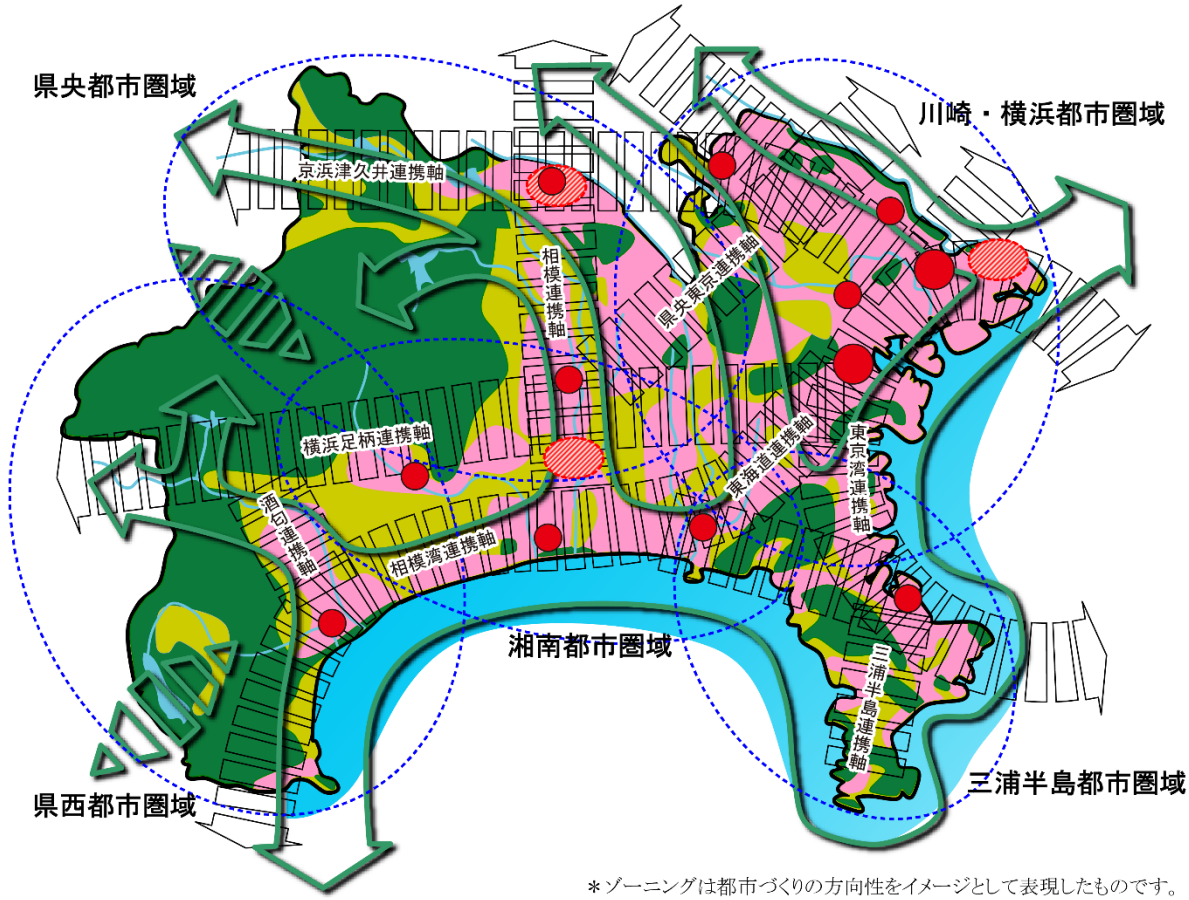 県央都市圏域
川崎・横浜都市圏域
京浜津久井連携軸
相模連携軸
県央東京連携軸
横浜足柄連携軸
東海道連携軸
東京湾連携軸
酒匂連携軸
相模湾連携軸
湘南都市圏域
三浦半島連携軸
三浦半島都市圏域
県西都市圏域
＊ゾーニングは都市づくりの方向性をイメージとして表現したものです。